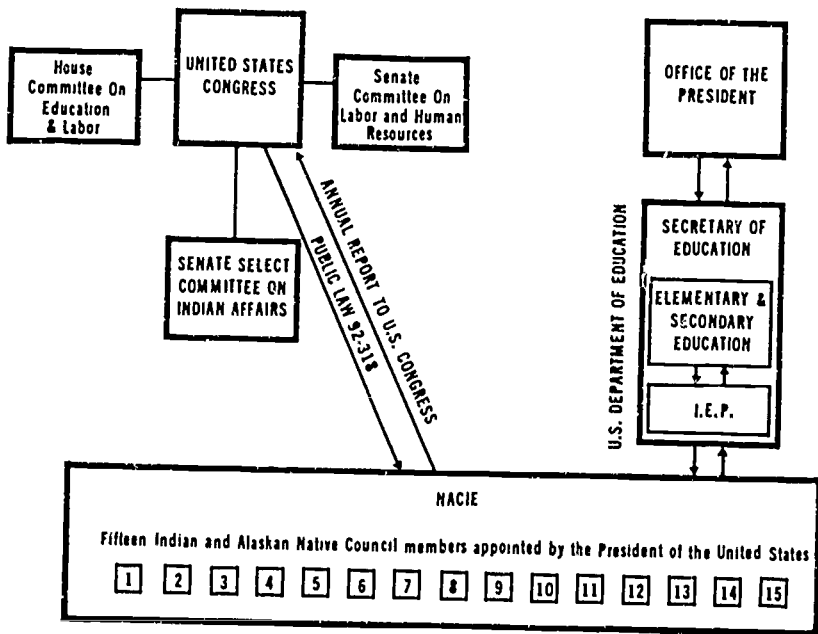 House
Committee On
Education
& Labor
UNITED STATES
CONGRESS
Senate
Committee On
Labor and Human
Resources
OFFICE OF THE
PRESIDENT
SENATE SELECT
COMMITTEE ON
INDIAN AFFAIRS
ANNUAL REPORT TO U.S. CONGRESS
PUBLIC LAW 92-318
U.S. DEPARTMENT OF EDUCATION
SECRETARY OF
EDUCATION
ELEMENTARY &
SECONDARY
EDUCATION
I.E.P.
NACIE
Fifteen Indian and Alaskan Native Council members appointed by the President of the United States
1 2 3 4 5 6 7 8 9 10 11 12 13 14 15